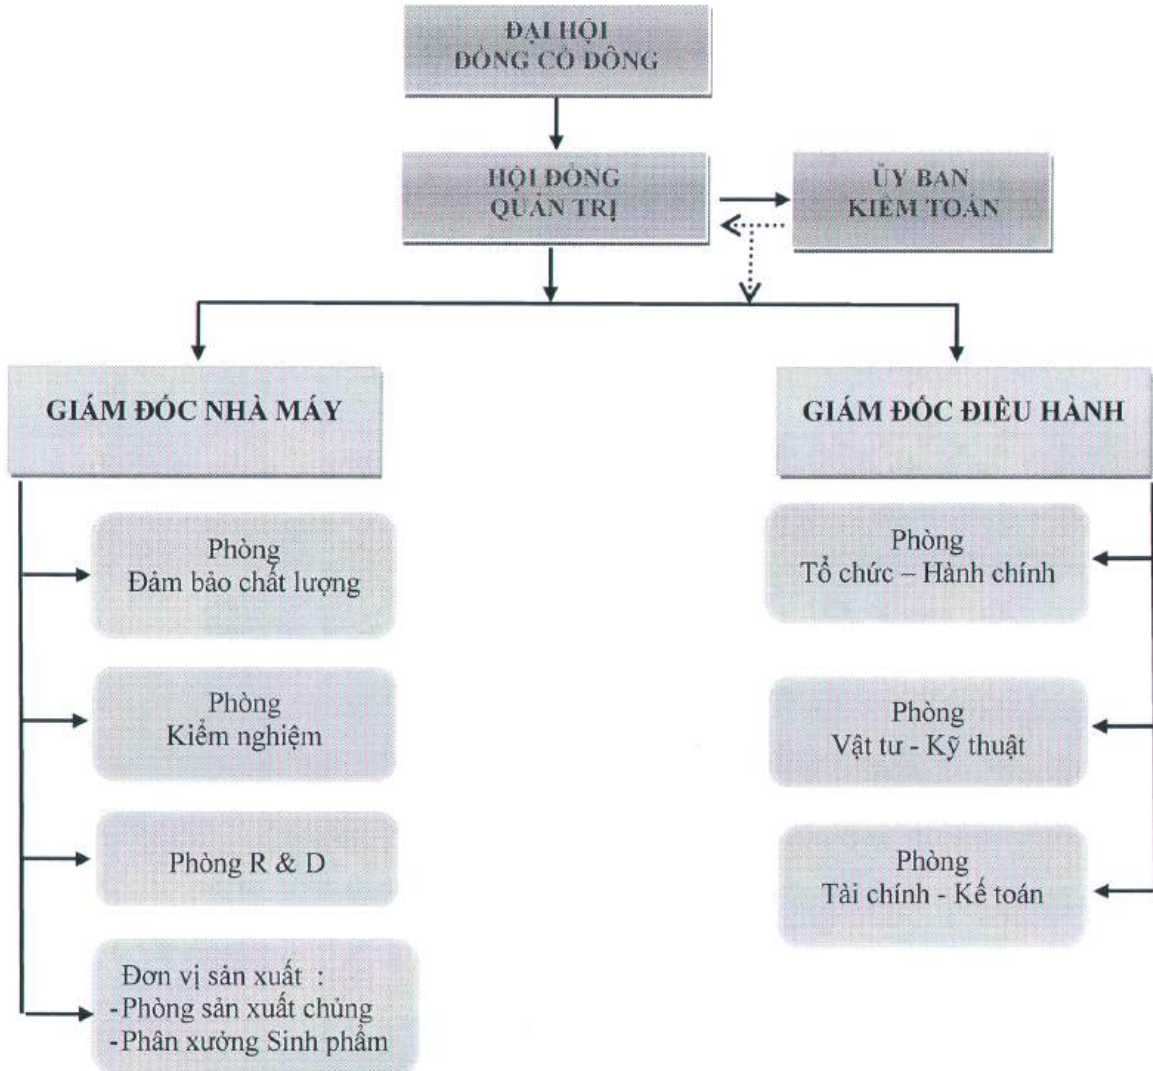 ĐẠI HỘI
ĐỒNG CỔ ĐÔNG
HỘI ĐỒNG
QUẢN TRỊ
ỦY BAN
KIỂM TOÁN
GIÁM ĐỐC NHÀ MÁY
GIÁM ĐỐC ĐIỀU HÀNH
Phòng
Đảm bảo chất lượng
Phòng
Kiểm nghiệm
Phòng R & D
Đơn vị sản xuất :
-Phòng sản xuất chủng
-Phân xưởng Sinh phẩm
Phòng
Tổ chức – Hành chính
Phòng
Vật tư - Kỹ thuật
Phòng
Tài chính - Kế toán